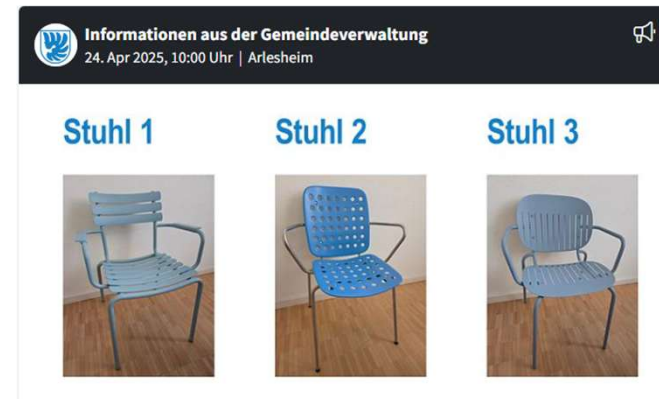 Informationen aus der Gemeindeverwaltung
24. Apr 2025, 10:00 Uhr | Arlesheim
Stuhl 1 Stuhl 2 Stuhl 3